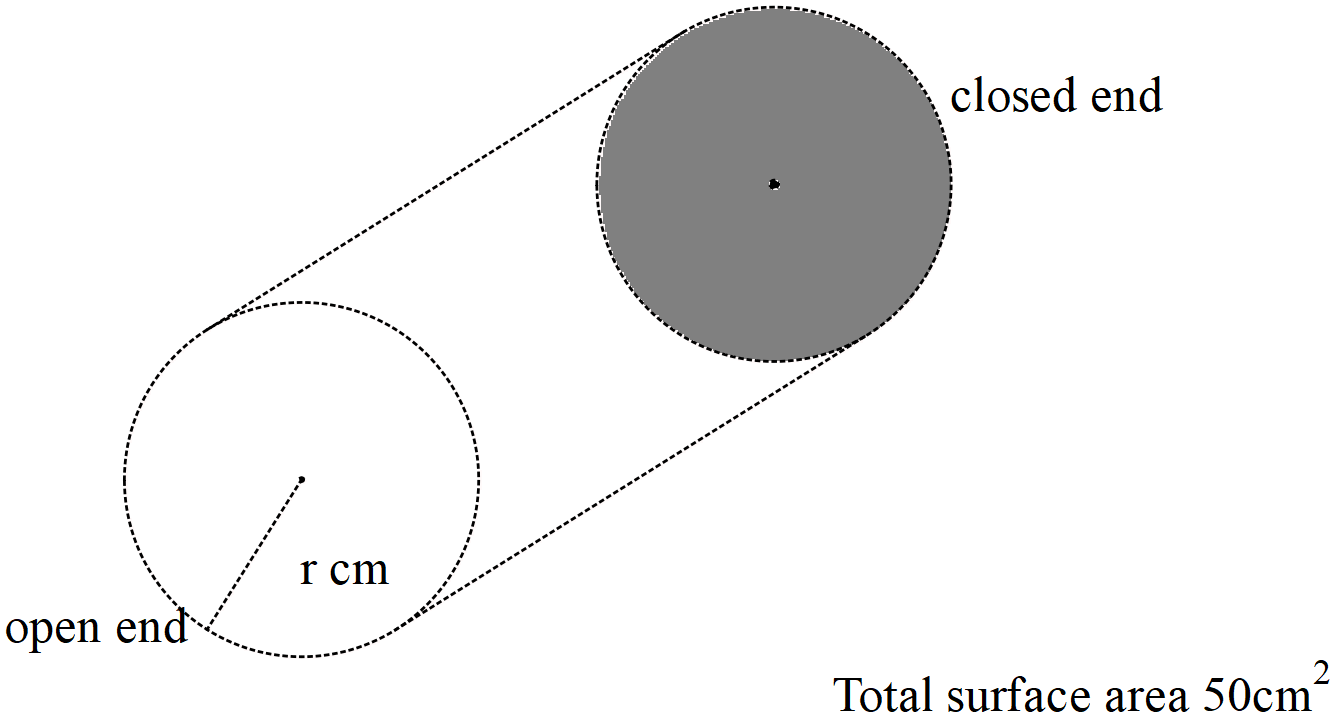 closed end
r cm
open end
Total surface area 50cm²